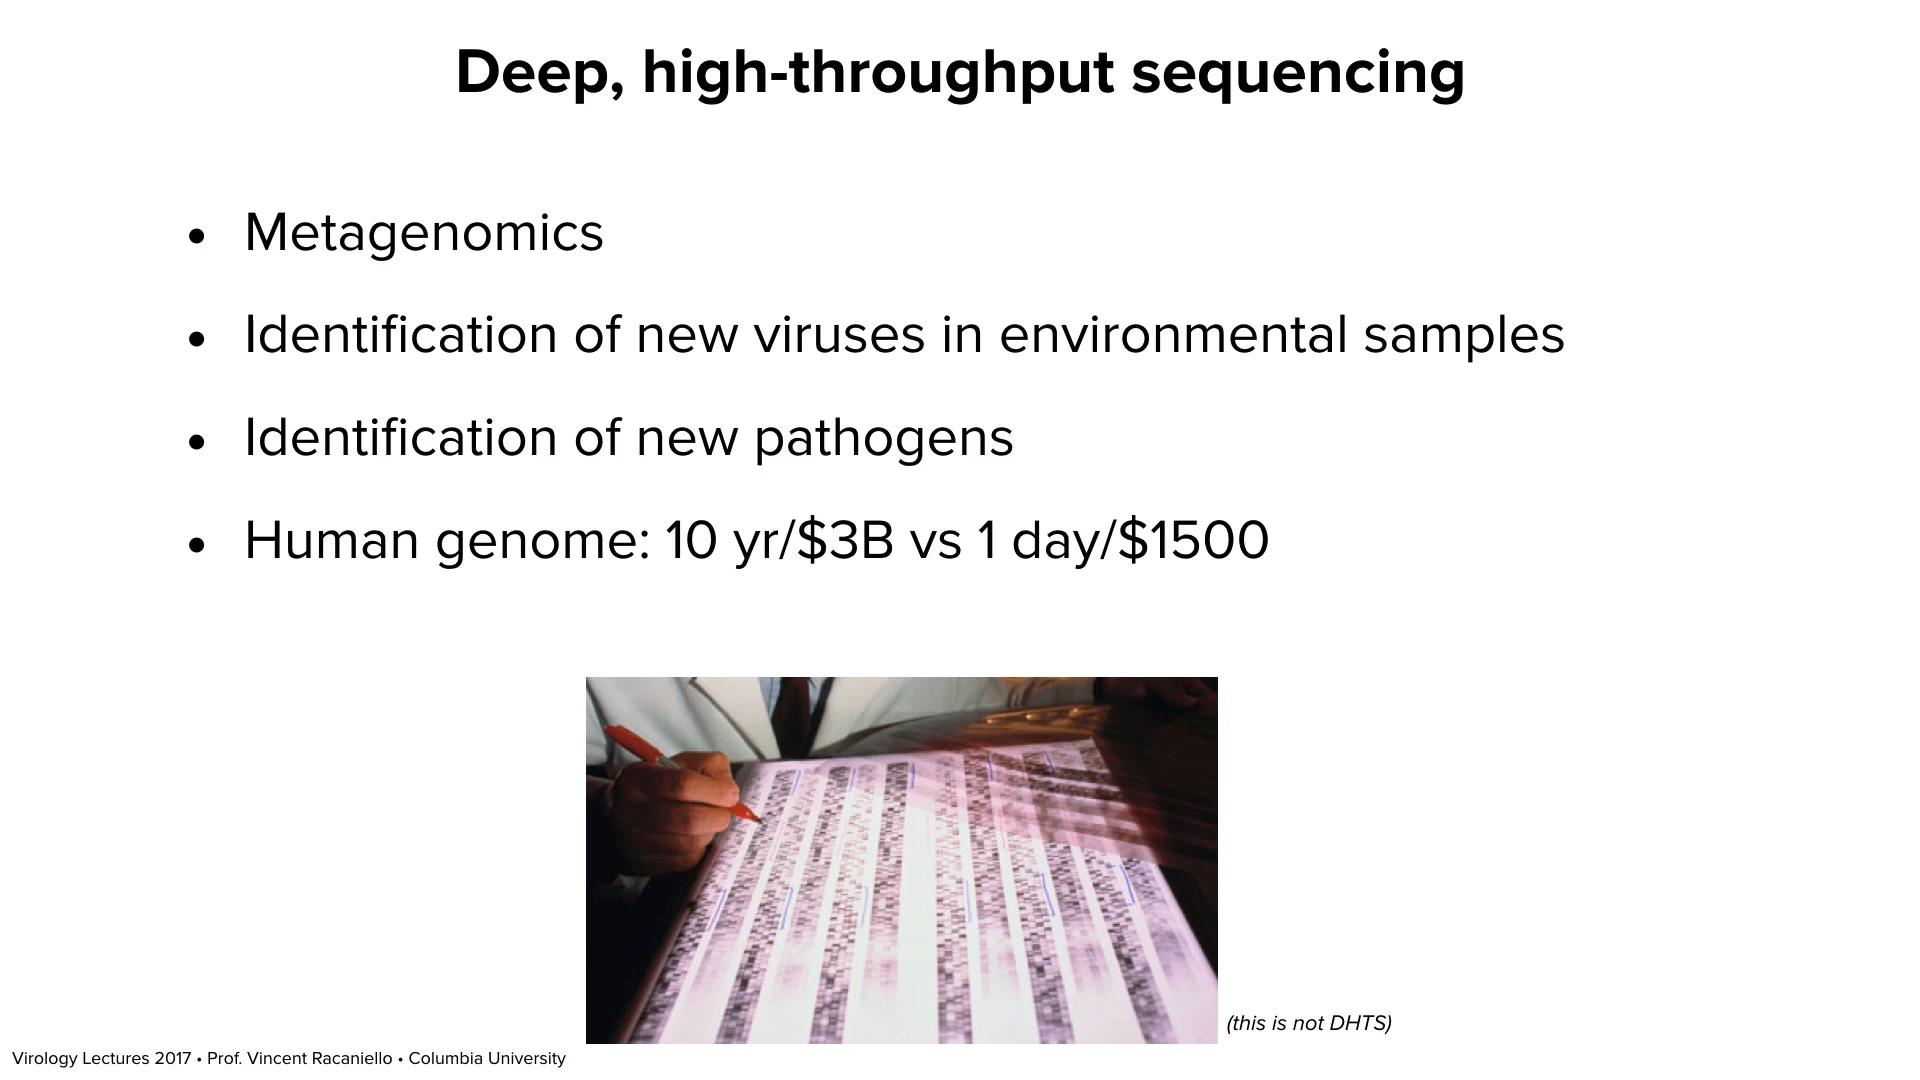 Deep, high-throughput sequencing
• Metagenomics
• Identification of new viruses in environmental samples
• Identification of new pathogens
• Human genome: 10 yr/$3B vs 1 day/$1500
(this is not DHTS)
Virology Lectures 2017 • Prof. Vincent Racaniello • Columbia University